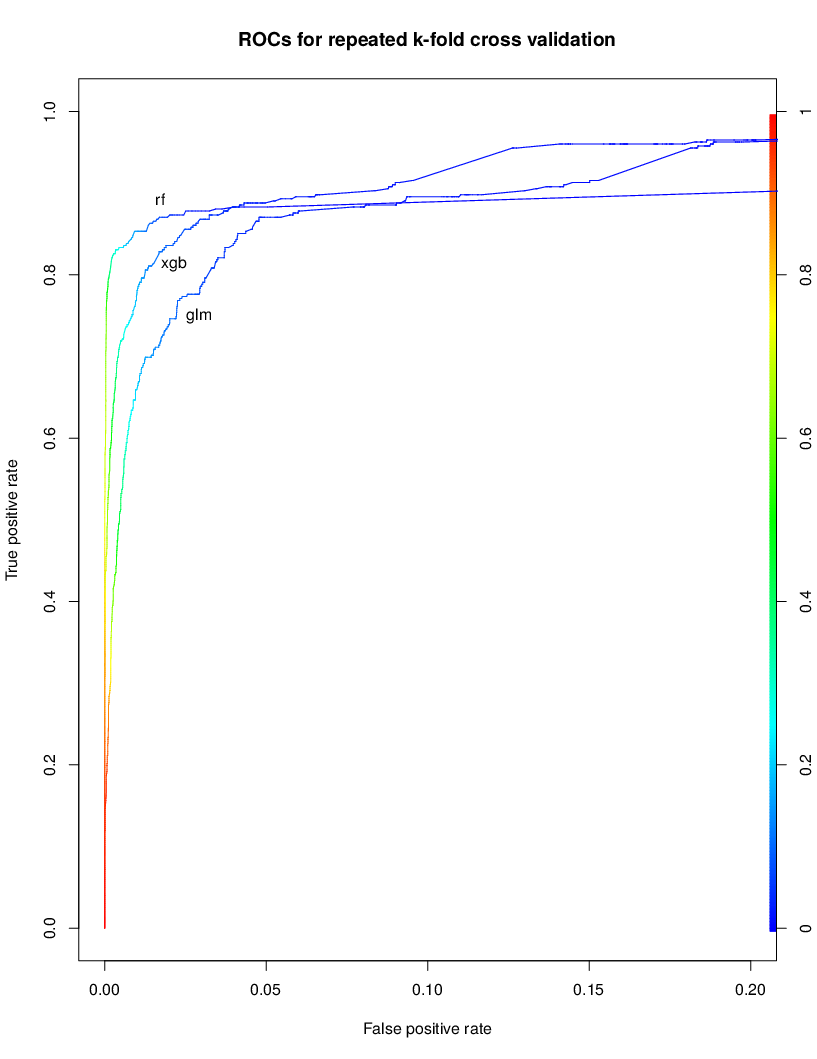 ROCs for repeated k-fold cross validation
True positive rate
1.0
0.8
0.6
0.4
0.2
0.0
rf
xgb
glm
1
0.8
0.6
0.4
0.2
0
0.00 0.05 0.10 0.15 0.20
False positive rate